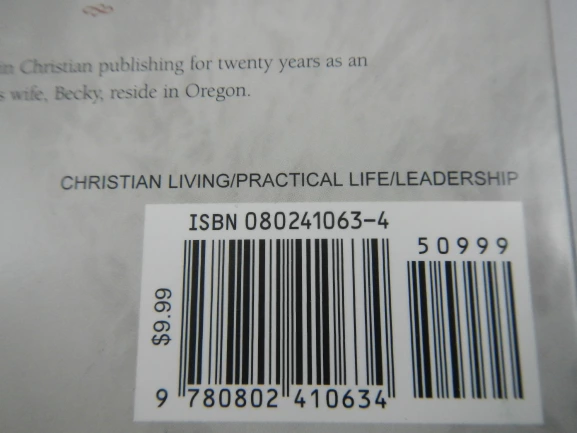 in Christian publishing for twenty years as an
s wife, Becky, reside in Oregon.
CHRISTIAN LIVING/PRACTICAL LIFE/LEADERSHIP
ISBN 080241063-4
50999
$9.99
9 780802 410634